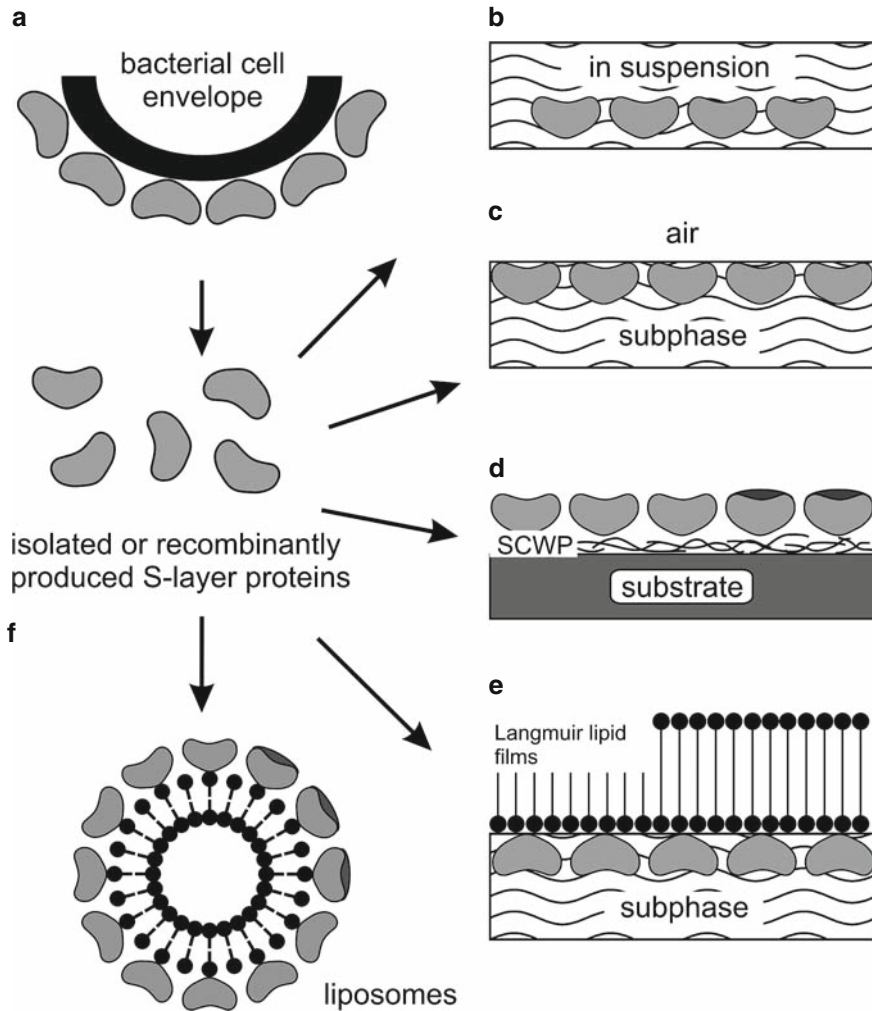 a
bacterial cell
envelope
b
in suspension
c
air
subphase
isolated or recombinantly
produced S-layer proteins
d
SCWP
substrate
e
Langmuir lipid
films
subphase
f
liposomes